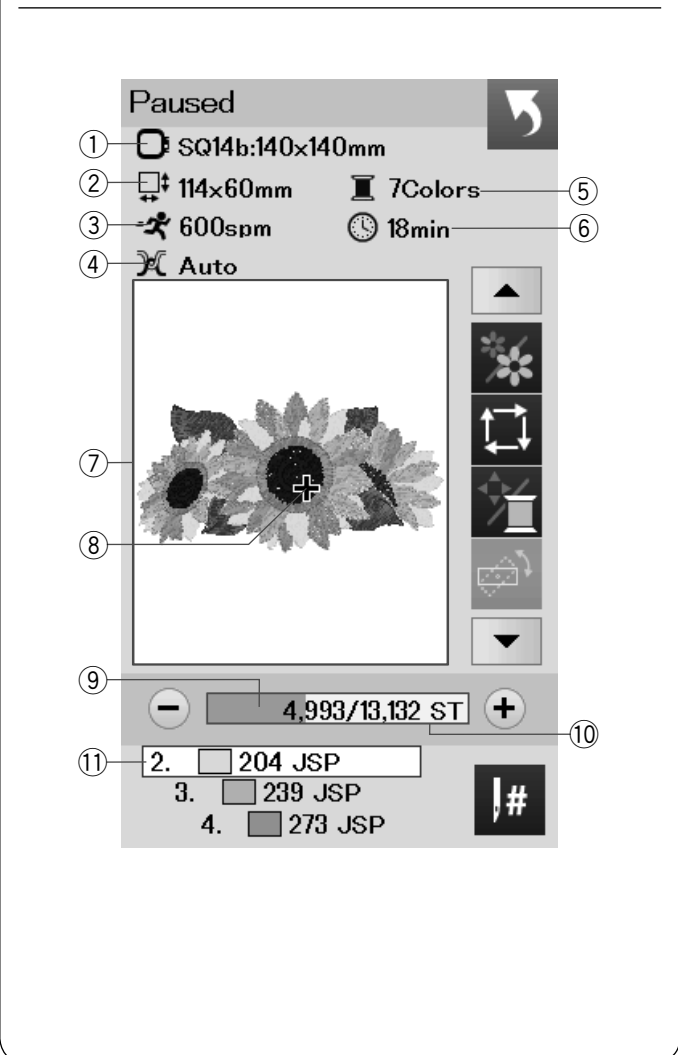 Paused
① SQ14b:140x140mm
② 114x60mm 7Colors ⑤
③ 600spm 18min ⑥
④ Auto
⑦
⑧
⑨
4,993/13,132 ST
⑩
⑪ 2. 204 JSP
3. 239 JSP
4. 273 JSP
#